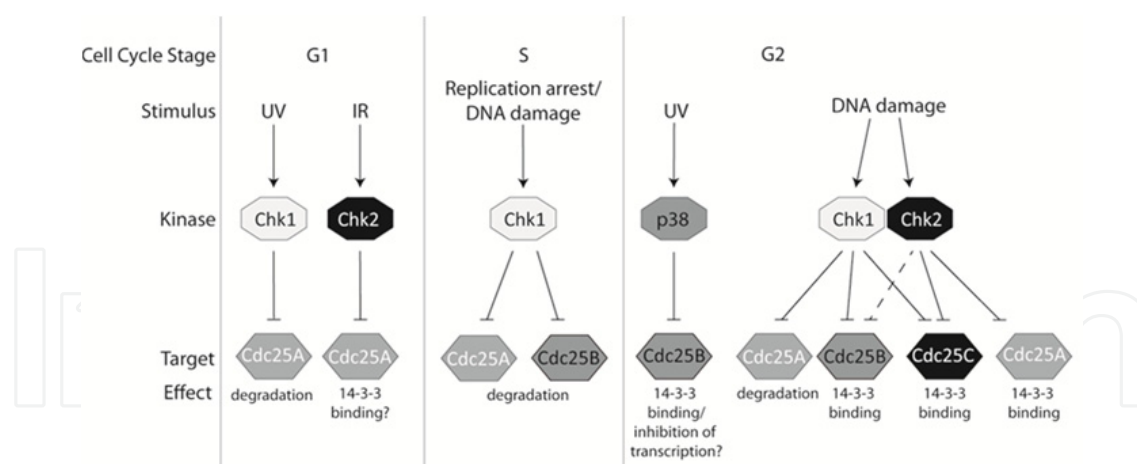 Cell Cycle Stage G1 S G2
Stimulus UV IR Replication arrest/
DNA damage UV DNA damage
Kinase Chk1 Chk2 Chk1 p38 Chk1 Chk2
Target Cdc25A Cdc25A Cdc25A Cdc25B Cdc25B Cdc25A Cdc25B Cdc25C Cdc25A
Effect degradation 14-3-3
binding? degradation 14-3-3
binding/
inhibition of
transcription? degradation 14-3-3
binding 14-3-3
binding 14-3-3
binding